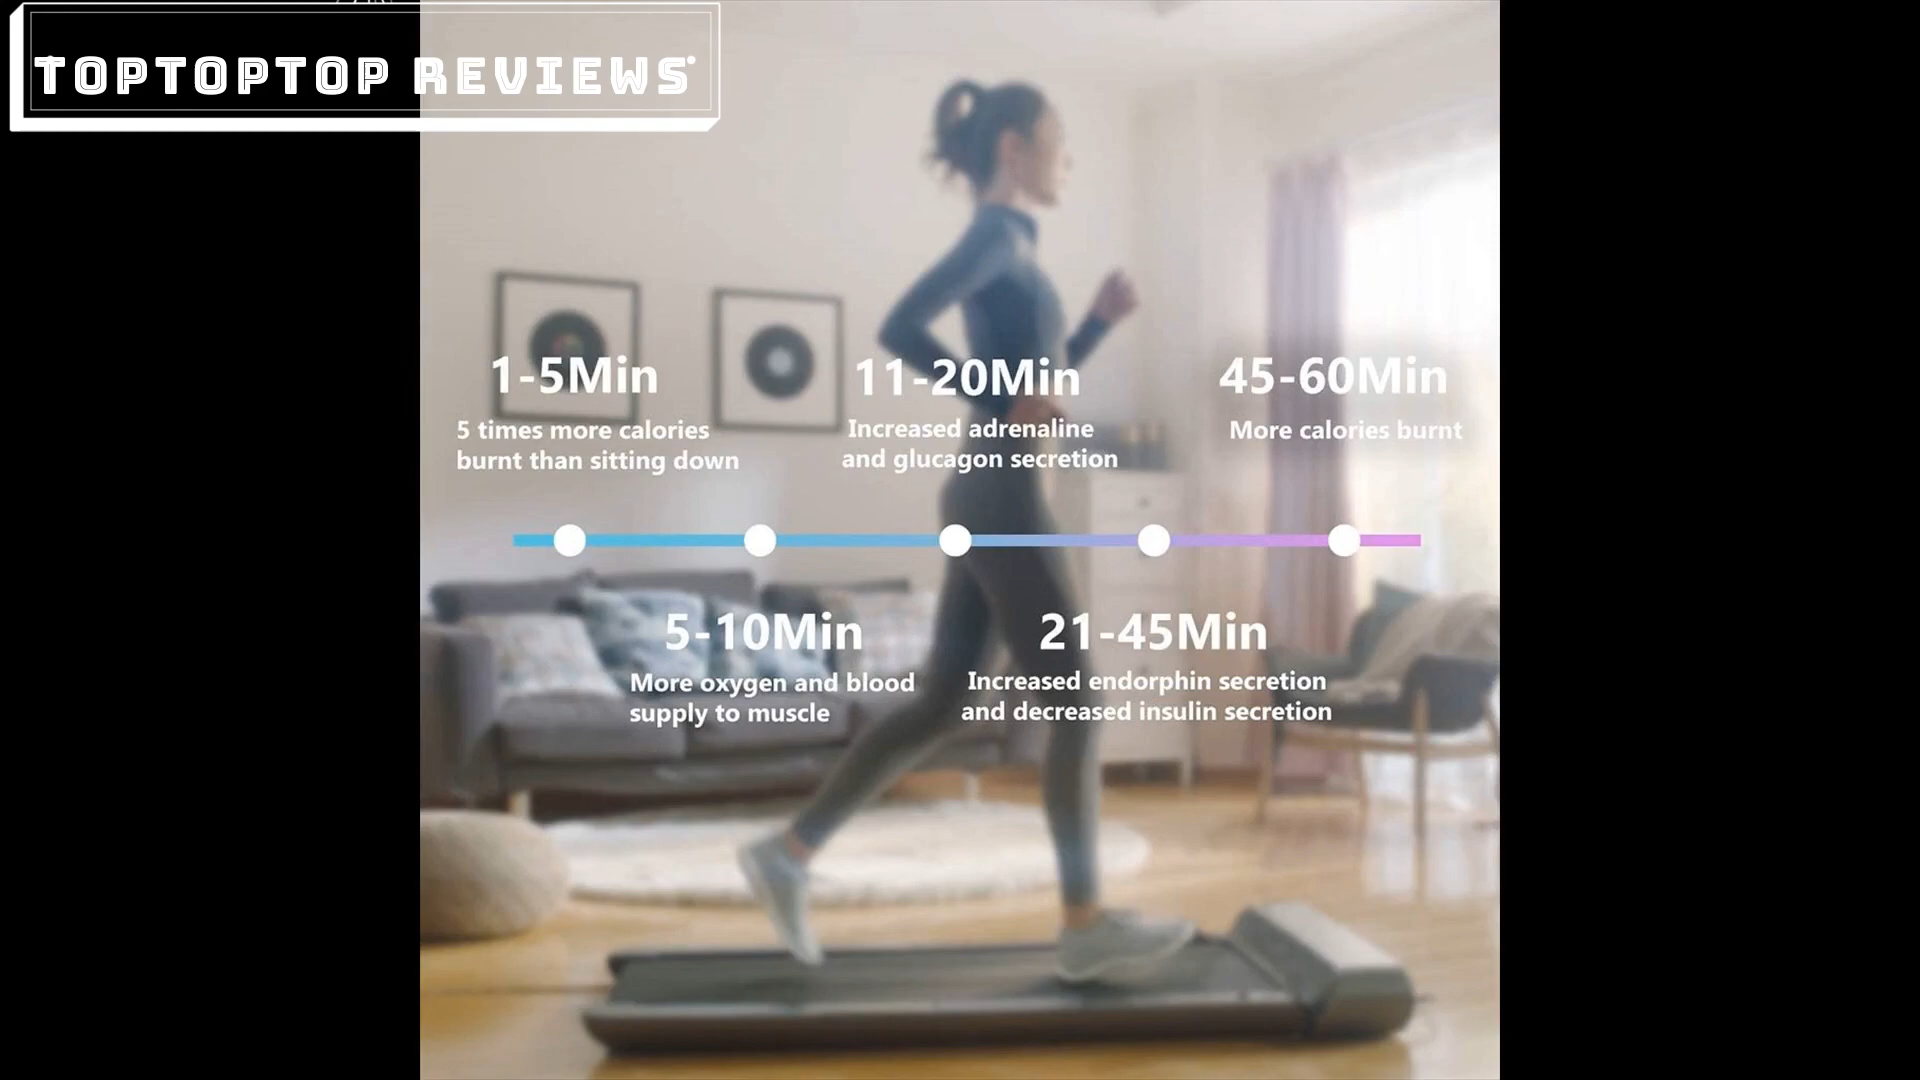 TOPTOPTOP REVIEWS
1-5Min
5 times more calories
burnt than sitting down
11-20Min
Increased adrenaline
and glucagon secretion
45-60Min
More calories burnt
5-10Min
More oxygen and blood
supply to muscle
21-45Min
Increased endorphin secretion
and decreased insulin secretion